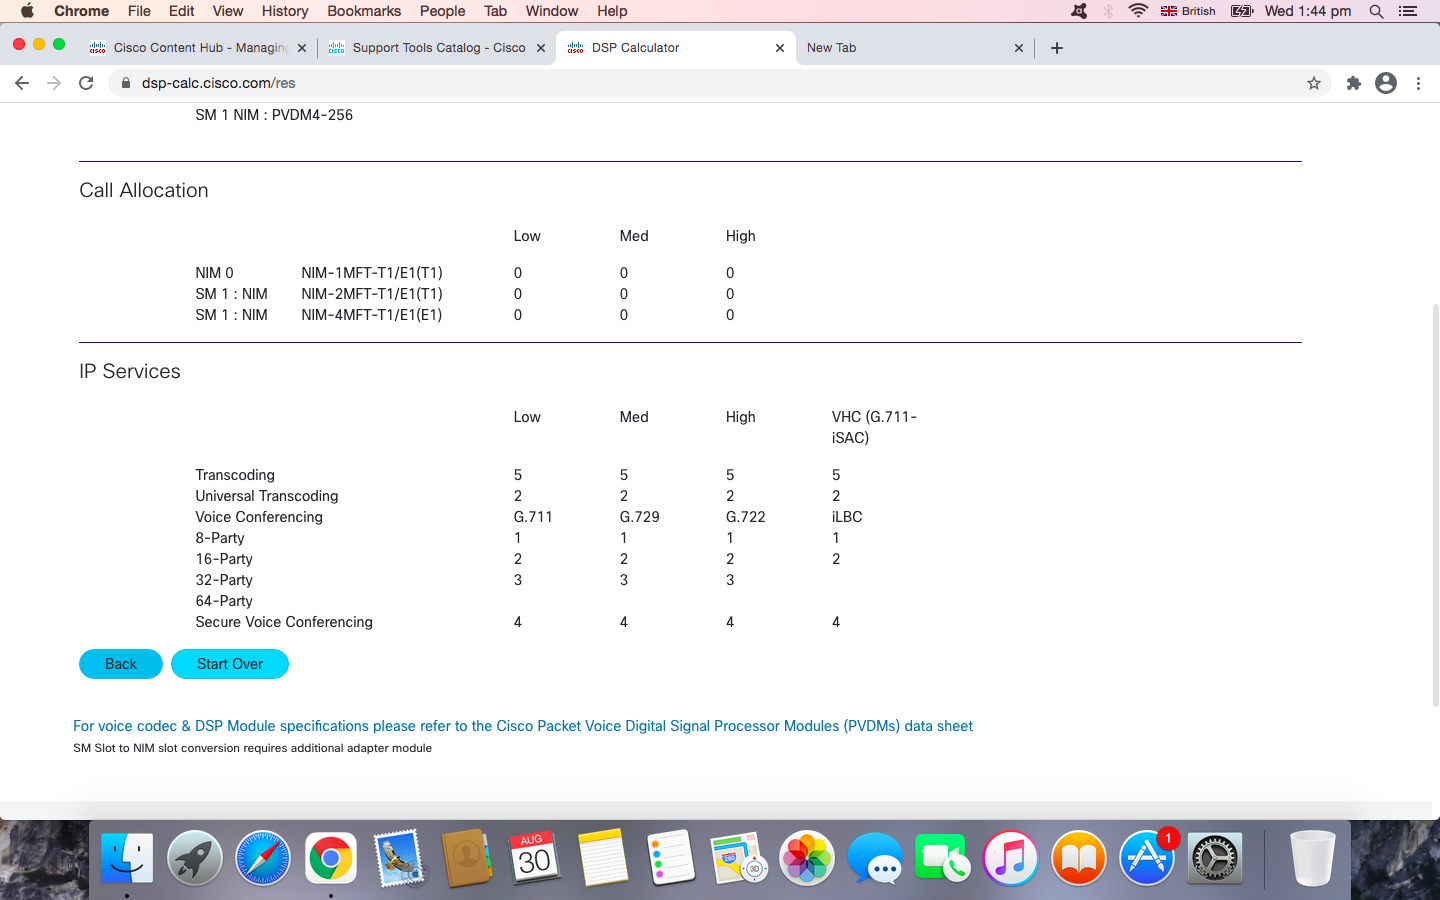 Chrome File Edit View History Bookmarks People Tab Window Help British Wed 1:44 pm
Cisco Content Hub - Managing Support Tools Catalog - Cisco DSP Calculator New Tab
dsp-calc.cisco.com/res
SM 1 NIM : PVDM4-256
Call Allocation
Low Med High
NIM 0 NIM-1MFT-T1/E1(T1) 0 0 0
SM 1 : NIM NIM-2MFT-T1/E1(T1) 0 0 0
SM 1 : NIM NIM-4MFT-T1/E1(E1) 0 0 0
IP Services
Low Med High VHC (G.711-
iSAC)
Transcoding 5 5 5 5
Universal Transcoding 2 2 2 2
Voice Conferencing G.711 G.729 G.722 iLBC
8-Party 1 1 1 1
16-Party 2 2 2 2
32-Party 3 3 3
64-Party
Secure Voice Conferencing 4 4 4 4
Back Start Over
For voice codec & DSP Module specifications please refer to the Cisco Packet Voice Digital Signal Processor Modules (PVDMs) data sheet
SM Slot to NIM slot conversion requires additional adapter module
AUG
30
280
3D
1